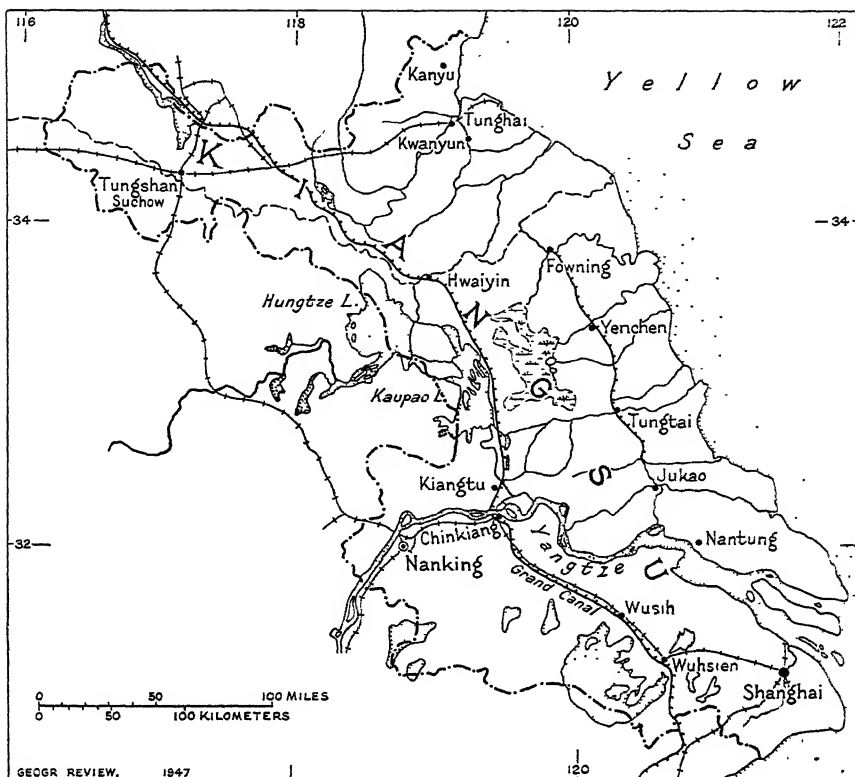 116
118
120
122
Kanyu
Yellow
Sea
Tunghai
Kwanyun
Tungshan
Suchow
KIANGSU
34
34
Hwaiyin
Fowning
Hungtze L.
Yenchen
Kaupao L.
Tungtai
Kiangtu
Jukao
32
32
Chinkiang
Nanking
Yangtze
Nantung
Grand Canal
Wusih
Wuhsien
Shanghai
0 50 100 MILES
0 50 100 KILOMETERS
GEOGR REVIEW, 1947
120